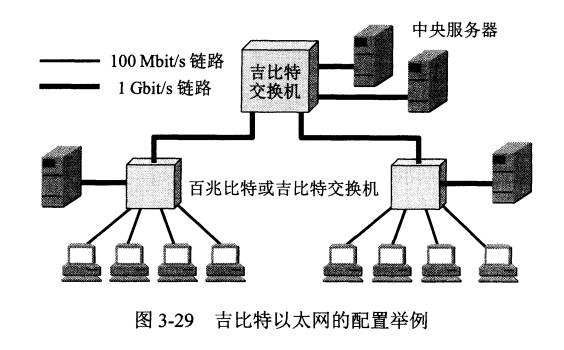 中央服务器
100 Mbit/s 链路
1 Gbit/s 链路
吉比特
交换机
百兆比特或吉比特交换机
图 3-29 吉比特以太网的配置举例